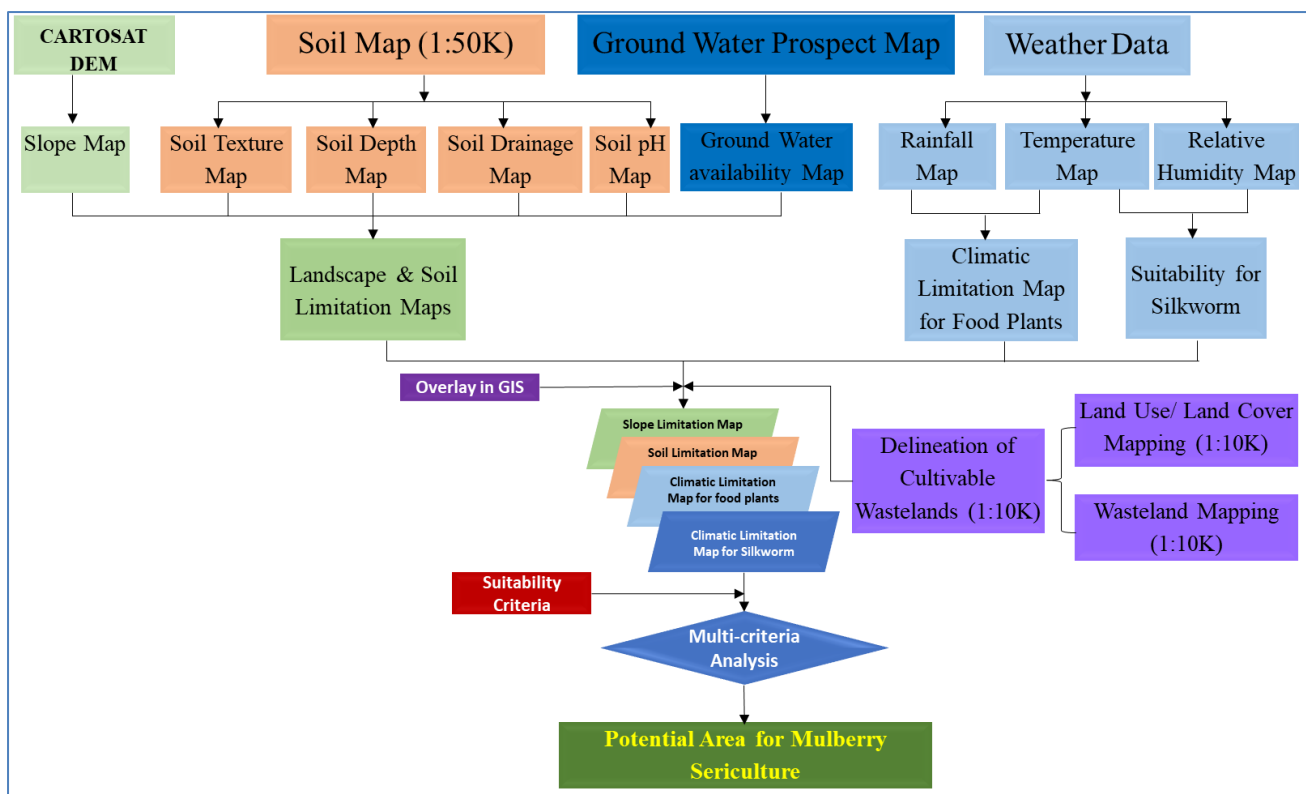 CARTOSAT
DEM
Soil Map (1:50K)
Ground Water Prospect Map
Weather Data
Slope Map
Soil Texture
Map
Soil Depth
Map
Soil Drainage
Map
Soil pH
Map
Ground Water
availability Map
Rainfall
Map
Temperature
Map
Relative
Humidity Map
Landscape & Soil
Limitation Maps
Climatic
Limitation Map
for Food Plants
Suitability for
Silkworm
Overlay in GIS
Slope Limitation Map
Soil Limitation Map
Climatic Limitation
Map for food plants
Climatic Limitation
Map for Silkworm
Delineation of
Cultivable
Wastelands (1:10K)
Land Use/ Land Cover
Mapping (1:10K)
Wasteland Mapping
(1:10K)
Suitability
Criteria
Multi-criteria
Analysis
Potential Area for Mulberry
Sericulture